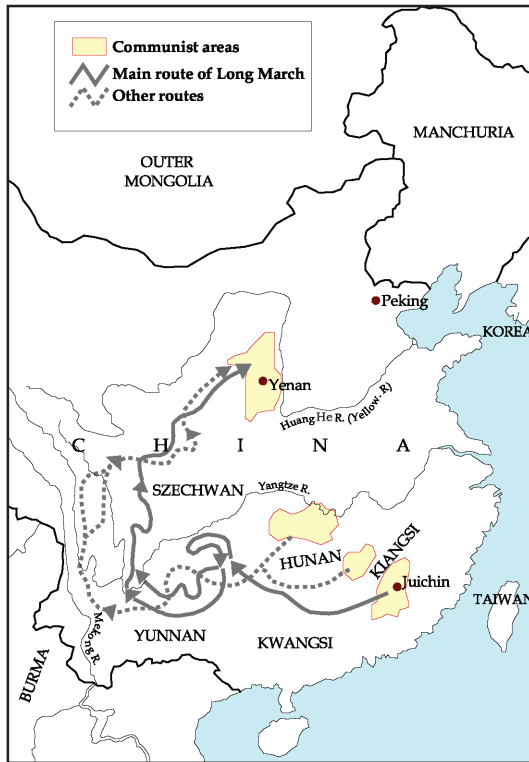 Communist areas
Main route of Long March
Other routes
MANCHURIA
OUTER
MONGOLIA
Peking
KOREA
Yenan
Huang He R. (Yellow. R)
C H I N A
SZECHWAN
Yangtze R.
HUNAN
KIANGSI
Juichin
TAIWAN
Mekong R.
YUNNAN
KWANGSI
BURMA